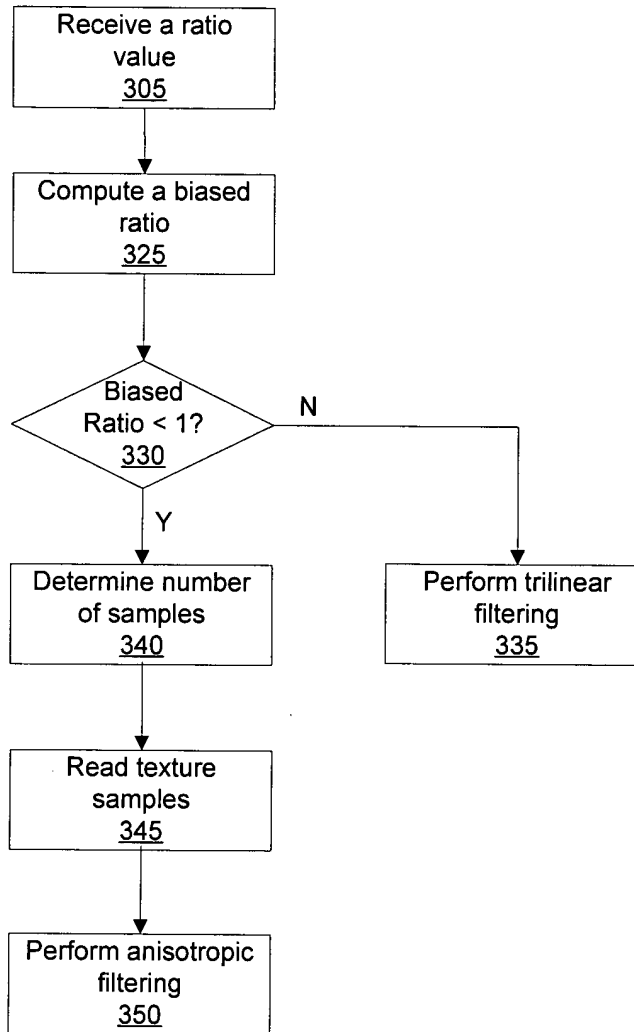 Receive a ratio
value
305
Compute a biased
ratio
325
Biased
Ratio < 1?
330
N
Y
Determine number
of samples
340
Perform trilinear
filtering
335
Read texture
samples
345
Perform anisotropic
filtering
350